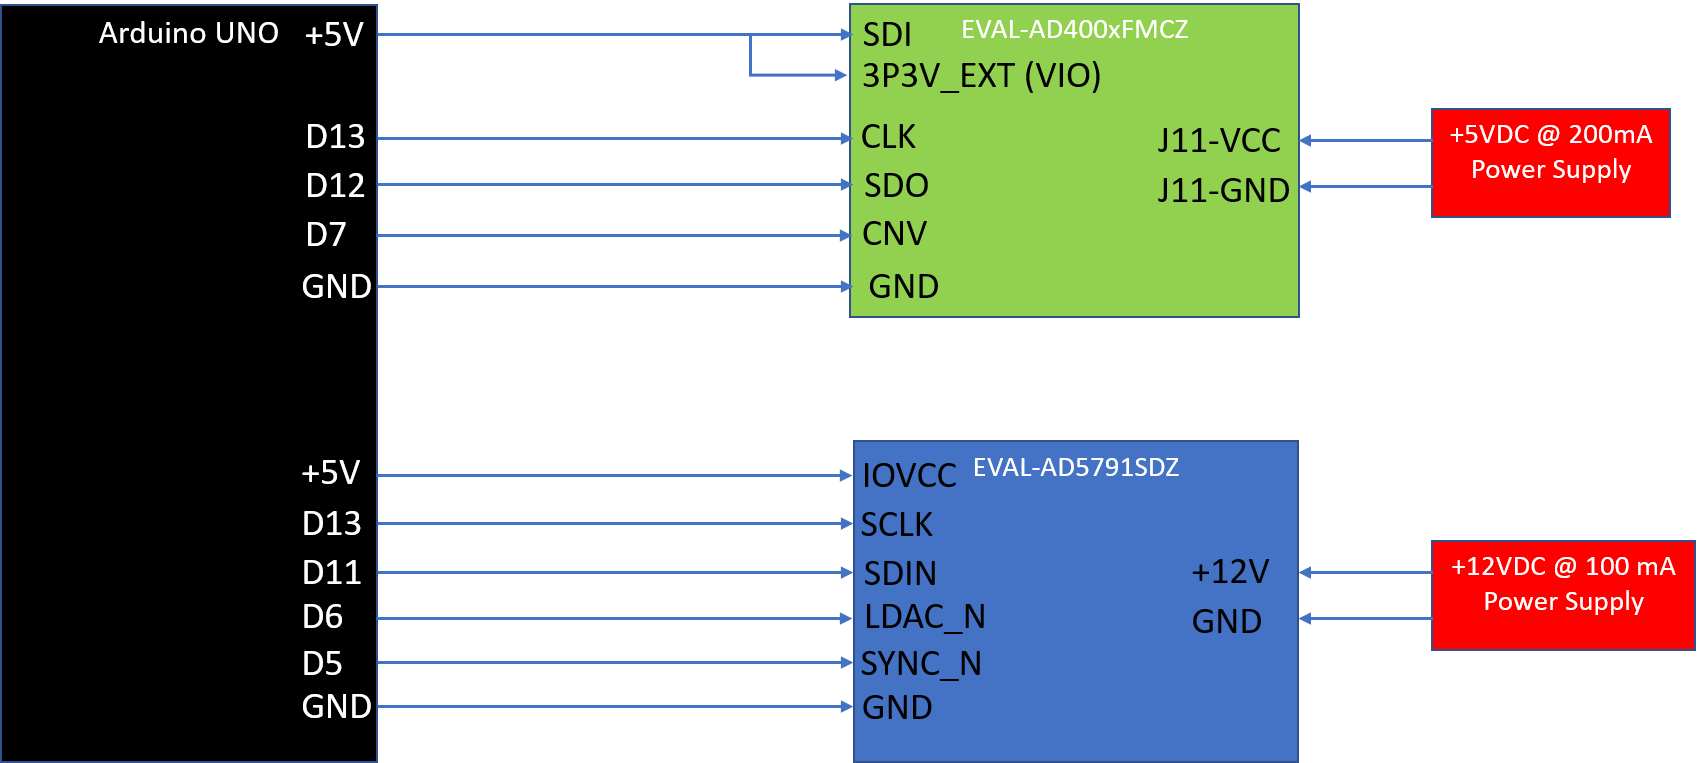 Arduino UNO
+5V
D13
D12
D7
GND
+5V
D13
D11
D6
D5
GND
EVAL-AD400xFMCZ
SDI
3P3V_EXT (VIO)
CLK
SDO
CNV
GND
J11-VCC
J11-GND
+5VDC @ 200mA
Power Supply
EVAL-AD5791SDZ
IOVCC
SCLK
SDIN
LDAC_N
SYNC_N
GND
+12V
GND
+12VDC @ 100 mA
Power Supply